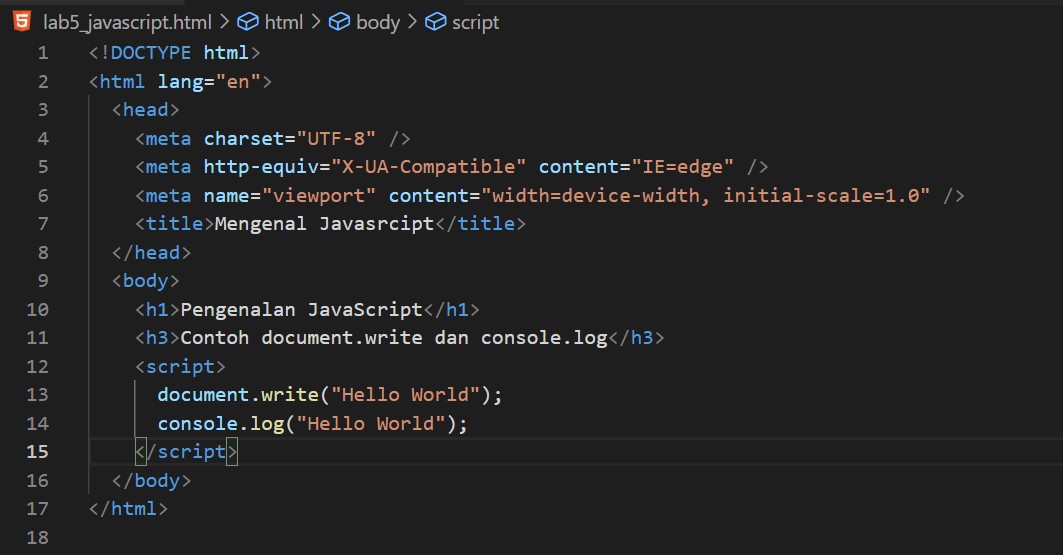 lab5_javascript.html > html > body > script
1 <!DOCTYPE html>
2 <html lang="en">
3 <head>
4 <meta charset="UTF-8" />
5 <meta http-equiv="X-UA-Compatible" content="IE=edge" />
6 <meta name="viewport" content="width=device-width, initial-scale=1.0" />
7 <title>Mengenal Javasrcipt</title>
8 </head>
9 <body>
10 <h1>Pengenalan JavaScript</h1>
11 <h3>Contoh document.write dan console.log</h3>
12 <script>
13 document.write("Hello World");
14 console.log("Hello World");
15 </script>
16 </body>
17 </html>
18